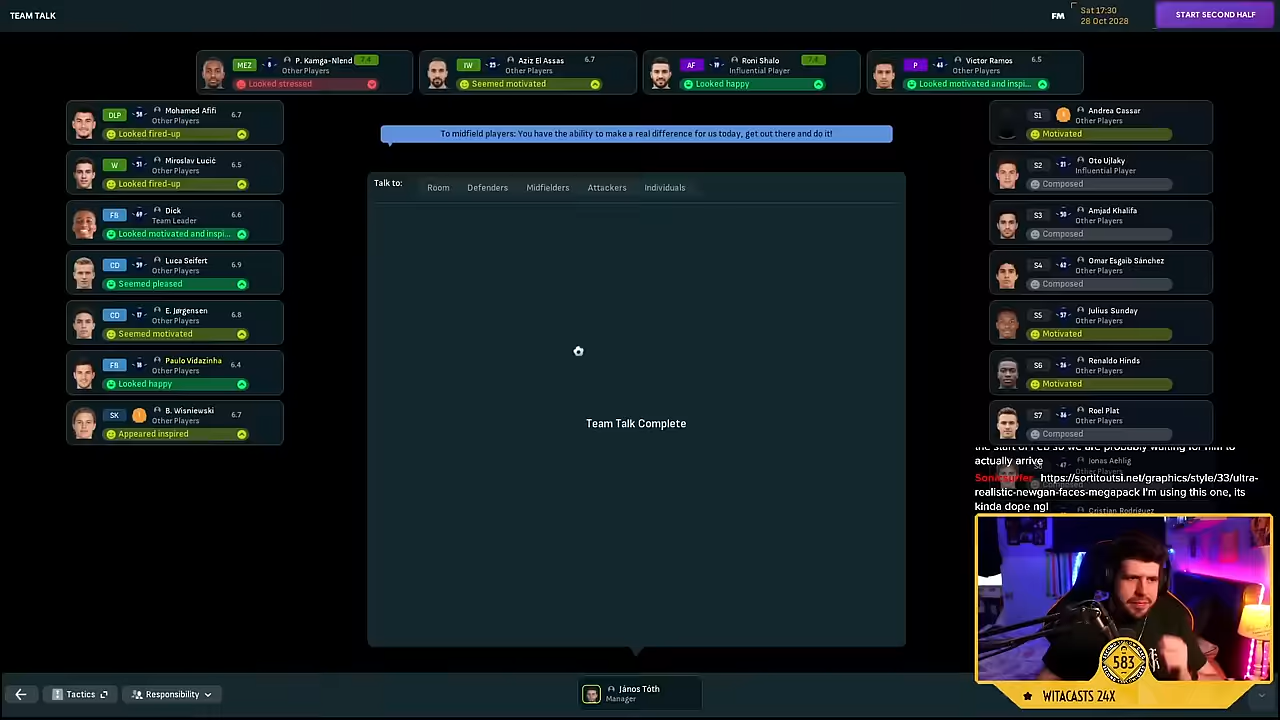 TEAM TALK
FM
Sat 17:30
28 Oct 2028
START SECOND HALF
MEZ
P. Kamga-Nlend
7.4
Other Players
Looked stressed
IW
Aziz El Assas
6.7
Other Players
Seemed motivated
AF
Roni Shalo
Influential Player
Looked happy
P
Victor Ramos
6.5
Other Players
Looked motivated and inspi...
DLP
Mohamed Afifi
Other Players
6.7
Looked fired-up
W
Miroslav Lucić
Other Players
6.5
Looked fired-up
FB
Dick
Team Leader
6.6
Looked motivated and inspi...
CD
Luca Seifert
Other Players
6.9
Seemed pleased
CD
E. Jørgensen
Other Players
6.8
Seemed motivated
FB
Paulo Vidazinha
Other Players
6.4
Looked happy
SK
B. Wisniewski
Other Players
6.7
Appeared inspired
To midfield players: You have the ability to make a real difference for us today, get out there and do it!
Talk to:
Room
Defenders
Midfielders
Attackers
Individuals
Team Talk Complete
S1
Andrea Cassar
Other Players
Motivated
S2
Oto Ujlaky
Influential Player
Composed
S3
Amjad Khalifa
Other Players
Composed
S4
Omar Esgaib Sánchez
Other Players
Composed
S5
Julius Sunday
Other Players
Motivated
S6
Renaldo Hinds
Other Players
Motivated
S7
Roel Plat
Other Players
Composed
Jonas Aehlig
Other Players
Cristian Rodriguez
actually arrive
https://sortitoutsi.net/graphics/style/33/ultra-
realistic-newgan-faces-megapack I'm using this one, its
kinda dope ngl
583
WITACASTS 24X
Tactics
Responsibility
János Tóth
Manager